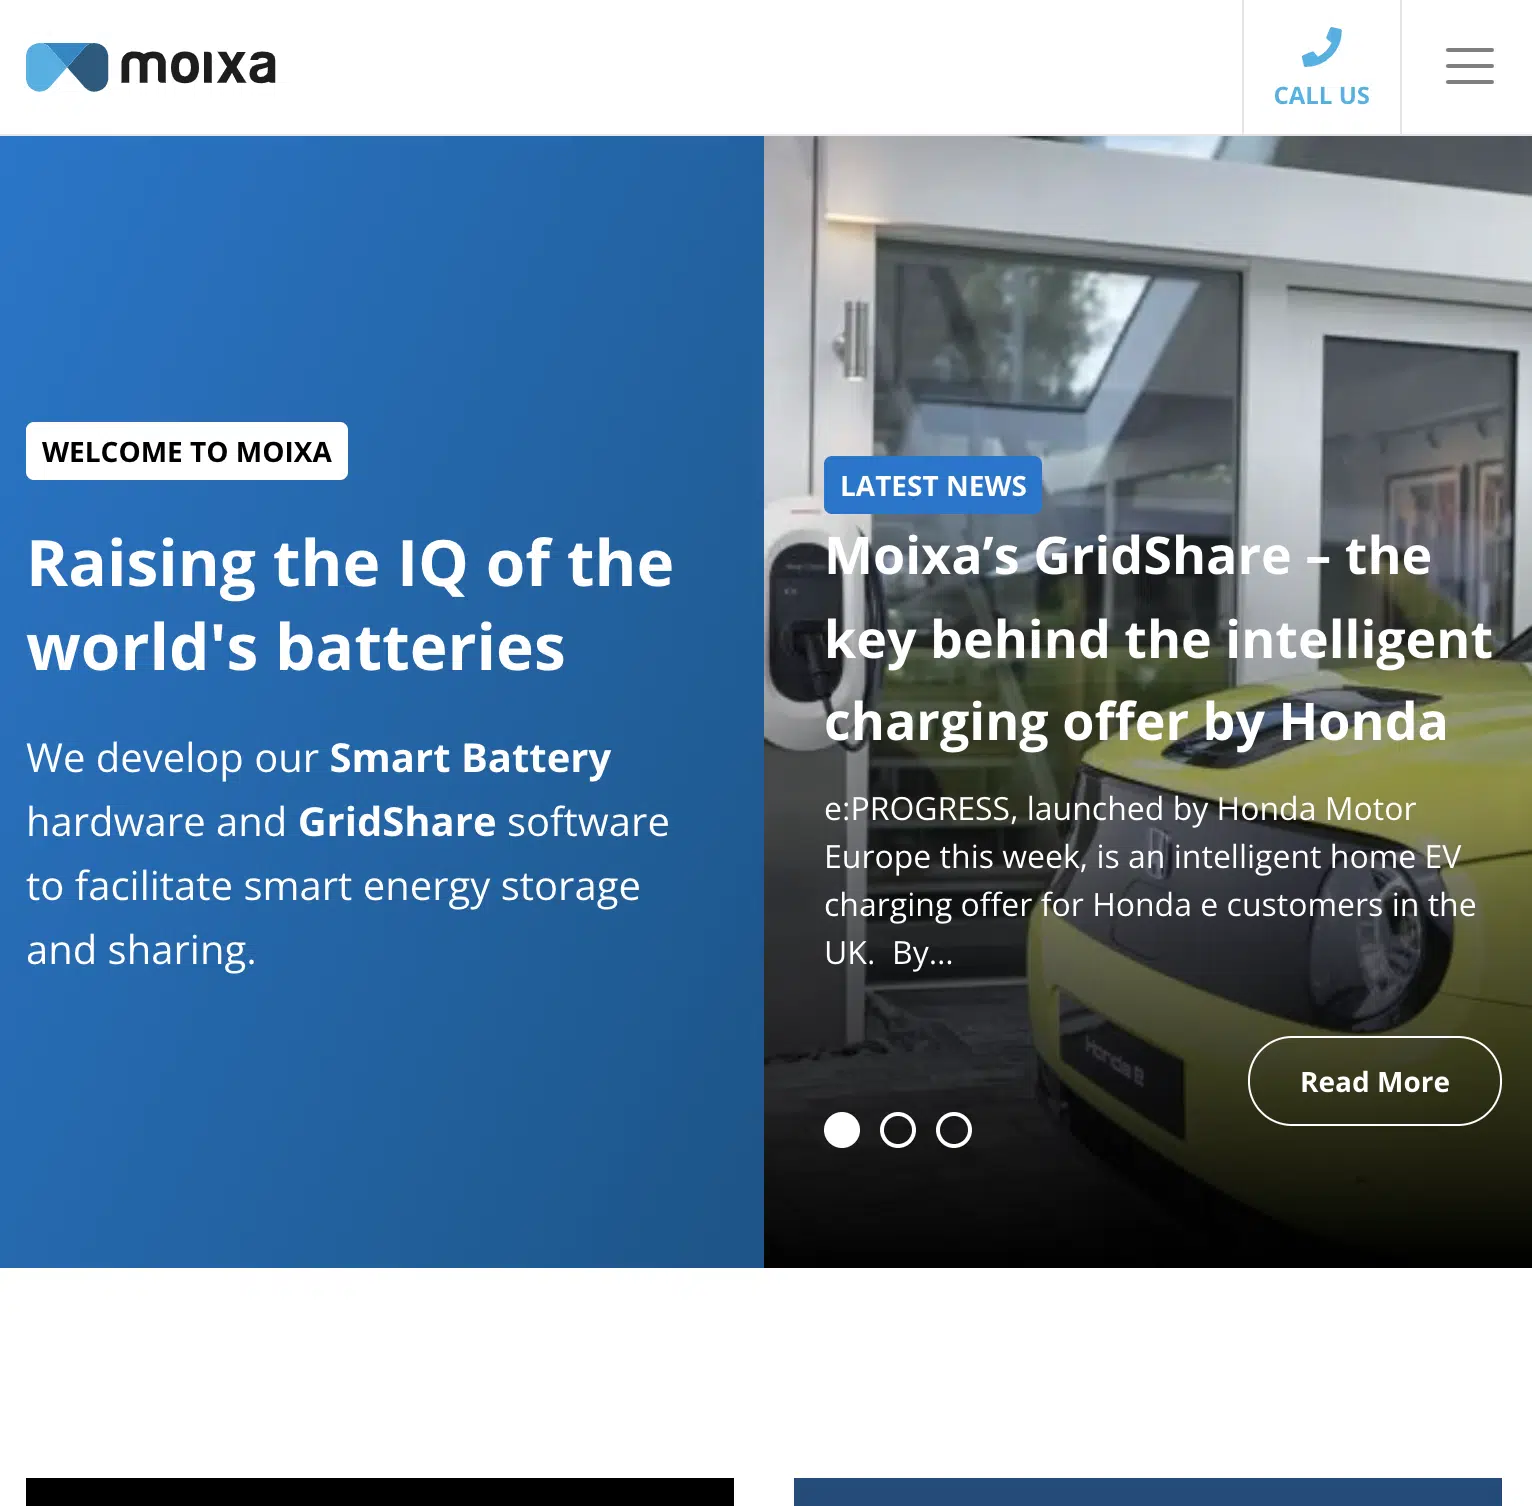 moixa
CALL US
WELCOME TO MOIXA
Raising the IQ of the
world's batteries
We develop our Smart Battery
hardware and GridShare software
to facilitate smart energy storage
and sharing.
LATEST NEWS
Moixa’s GridShare – the
key behind the intelligent
charging offer by Honda
e:PROGRESS, launched by Honda Motor
Europe this week, is an intelligent home EV
charging offer for Honda e customers in the
UK.  By...
Honda e
Read More